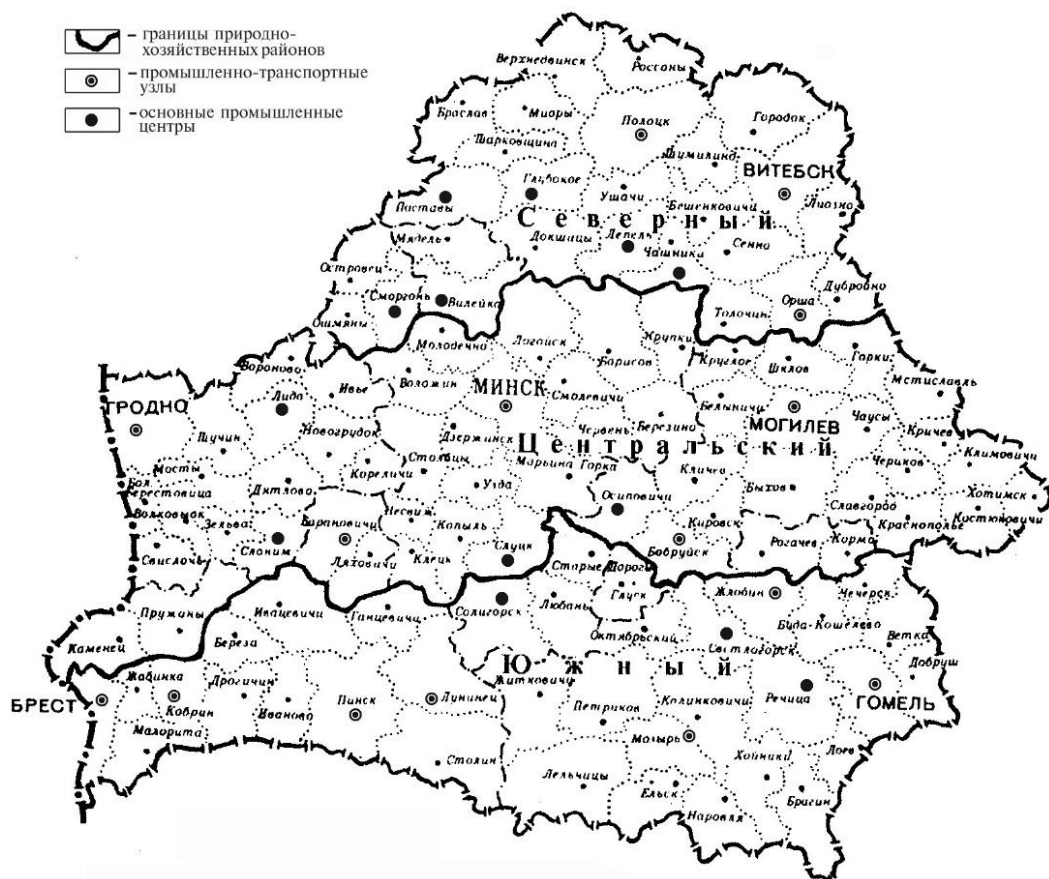 – границы природно-
хозяйственных районов
– промышленно-транспортные
узлы
– основные промышленные
центры
Верхнедвинск
Россаны
Браслав
Миоры
Полоцк
Городок
Шарковщина
Шумилино
ВИТЕБСК
Глубокое
Ушачи
Бешенковичи
Лиозно
Поставы
Северный
Мядель
Докшицы
Лепель
Чашники
Сенно
Островец
Сморгонь
Вилейка
Дубровно
Орша
Толочин
Ошмяны
Молодечно
Логойск
Борисов
Крупки
Круглое
Шклов
Горки
Вороново
Ивье
Воложин
МИНСК
Смолевичи
Мстиславль
ГРОДНО
Лида
Белыничи
МОГИЛЕВ
Чаусы
Кричев
Щучин
Новогрудок
Дзержинск
Червень
Березино
Центральский
Климовичи
Мосты
Кореличи
Столбцы
Марьина Горка
Кличев
Чериков
Бол.
Берестовица
Дятлово
Узда
Быхов
Хотимск
Осиповичи
Славгород
Костюковичи
Волковыск
Зельва
Барановичи
Несвиж
Копыль
Кировск
Краснополье
Свислочь
Слоним
Ляховичи
Клецк
Слуцк
Бобруйск
Рогачев
Корма
Старые Дороги
Пружаны
Ивацевичи
Ганцевичи
Солигорск
Любань
Глуск
Жлобин
Чечерск
Каменец
Береза
Октябрьский
Буда-Кошелево
Ветка
Светлогорск
Южный
Добруш
БРЕСТ
Жабинка
Дрогичин
Житковичи
Кобрин
Иваново
Пинск
Лунинец
Петриков
Калинковичи
Речица
ГОМЕЛЬ
Малорита
Мозырь
Хойники
Лоев
Столин
Лельчицы
Ельск
Наровля
Брагин